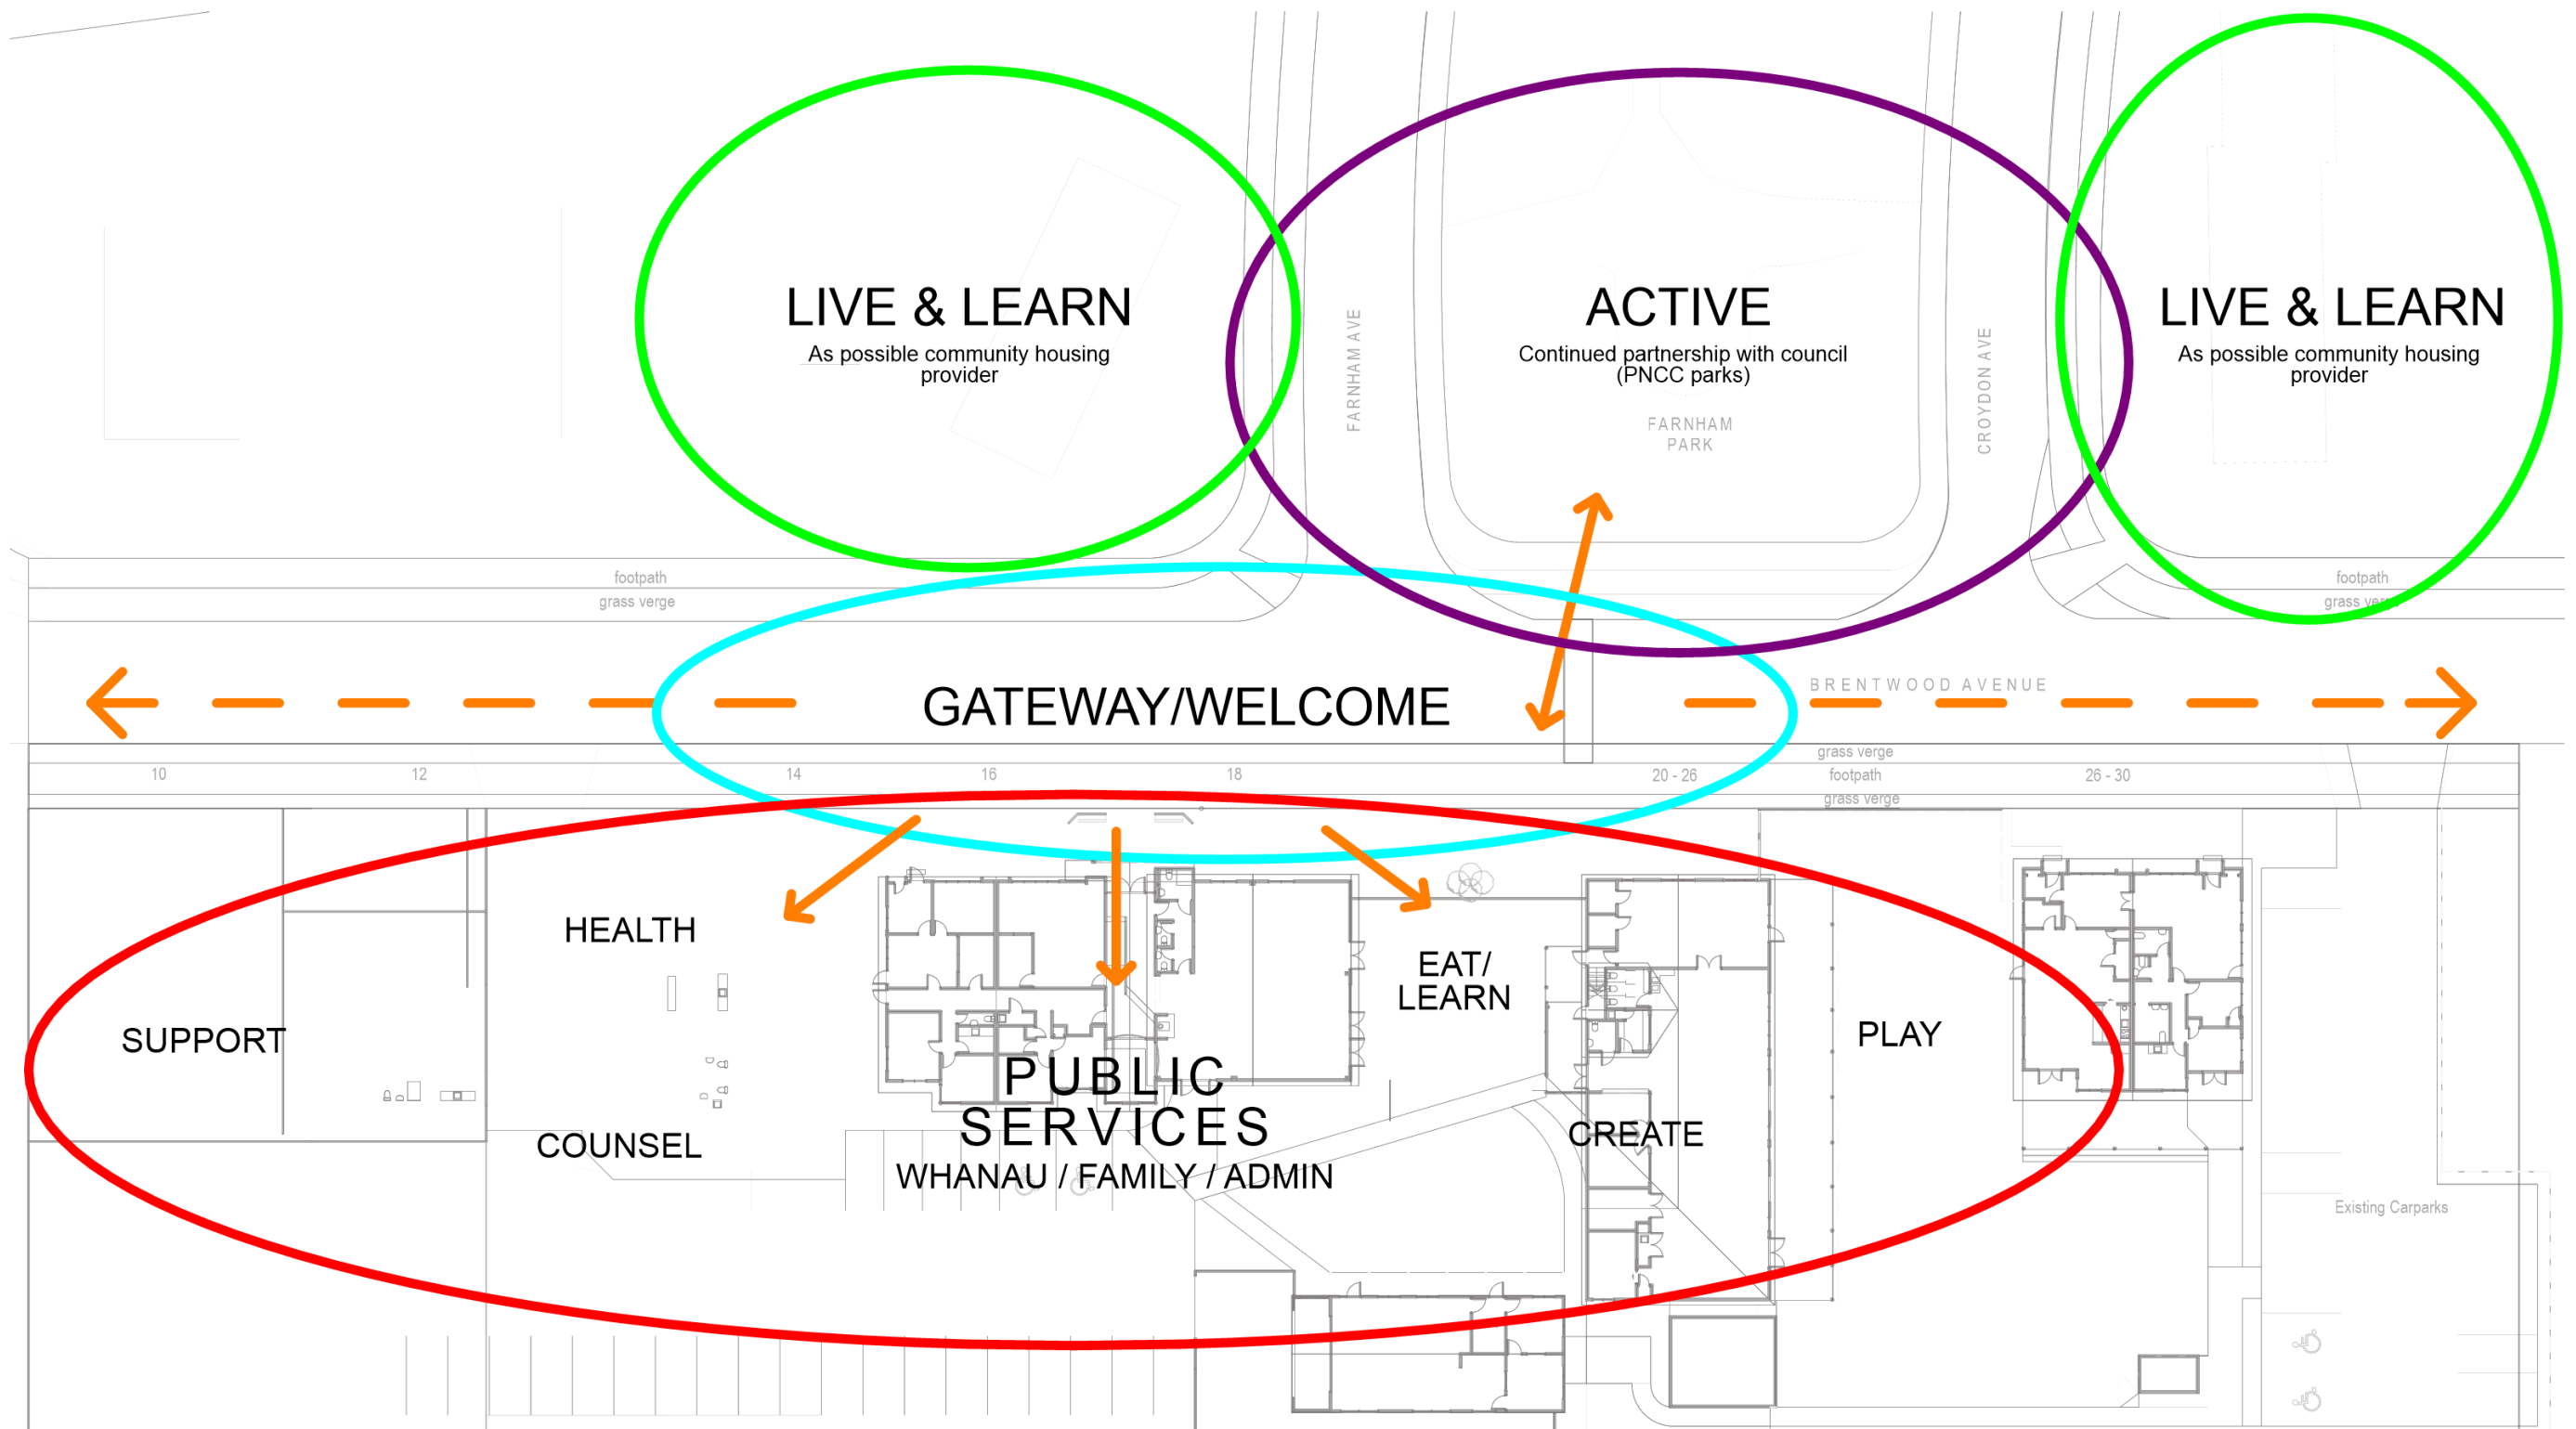 LIVE & LEARN
As possible community housing
provider
ACTIVE
Continued partnership with council
(PNCC parks)
LIVE & LEARN
As possible community housing
provider
FARNHAM AVE
FARNHAM
PARK
CROYDON AVE
footpath
grass verge
footpath
grass verge
GATEWAY/WELCOME
BRENTWOOD AVENUE
grass verge
10
12
14
16
18
20 - 26
footpath
26 - 30
grass verge
HEALTH
EAT/
LEARN
SUPPORT
PLAY
PUBLIC
SERVICES
WHANAU / FAMILY / ADMIN
COUNSEL
CREATE
Existing Carparks